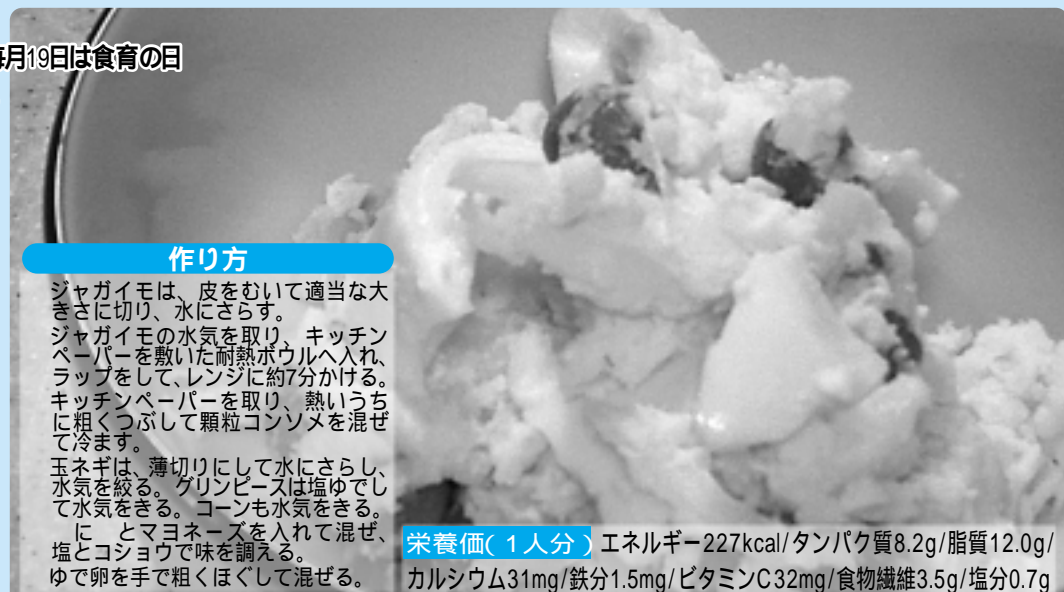 毎月19日は食育の日
作り方
ジャガイモは、皮をむいて適当な大
きさに切り、水にさらす。
ジャガイモの水気を取り、キッチン
ペーパーを敷いた耐熱ボウルへ入れ、
ラップをして、レンジに約7分かける。
キッチンペーパーを取り、熱いうち
に粗くつぶして顆粒コンソメを混ぜ
て冷ます。
玉ネギは、薄切りにして水にさらし、
水気を絞る。グリンピースは塩ゆでし
て水気をきる。コーンも水気をきる。
に　とマヨネーズを入れて混ぜ、
塩とコショウで味を調える。
ゆで卵を手で粗くほぐして混ぜる。
栄養価(1人分) エネルギー227kcal/タンパク質8.2g/脂質12.0g/
カルシウム31mg/鉄分1.5mg/ビタミンC32mg/食物繊維3.5g/塩分0.7g